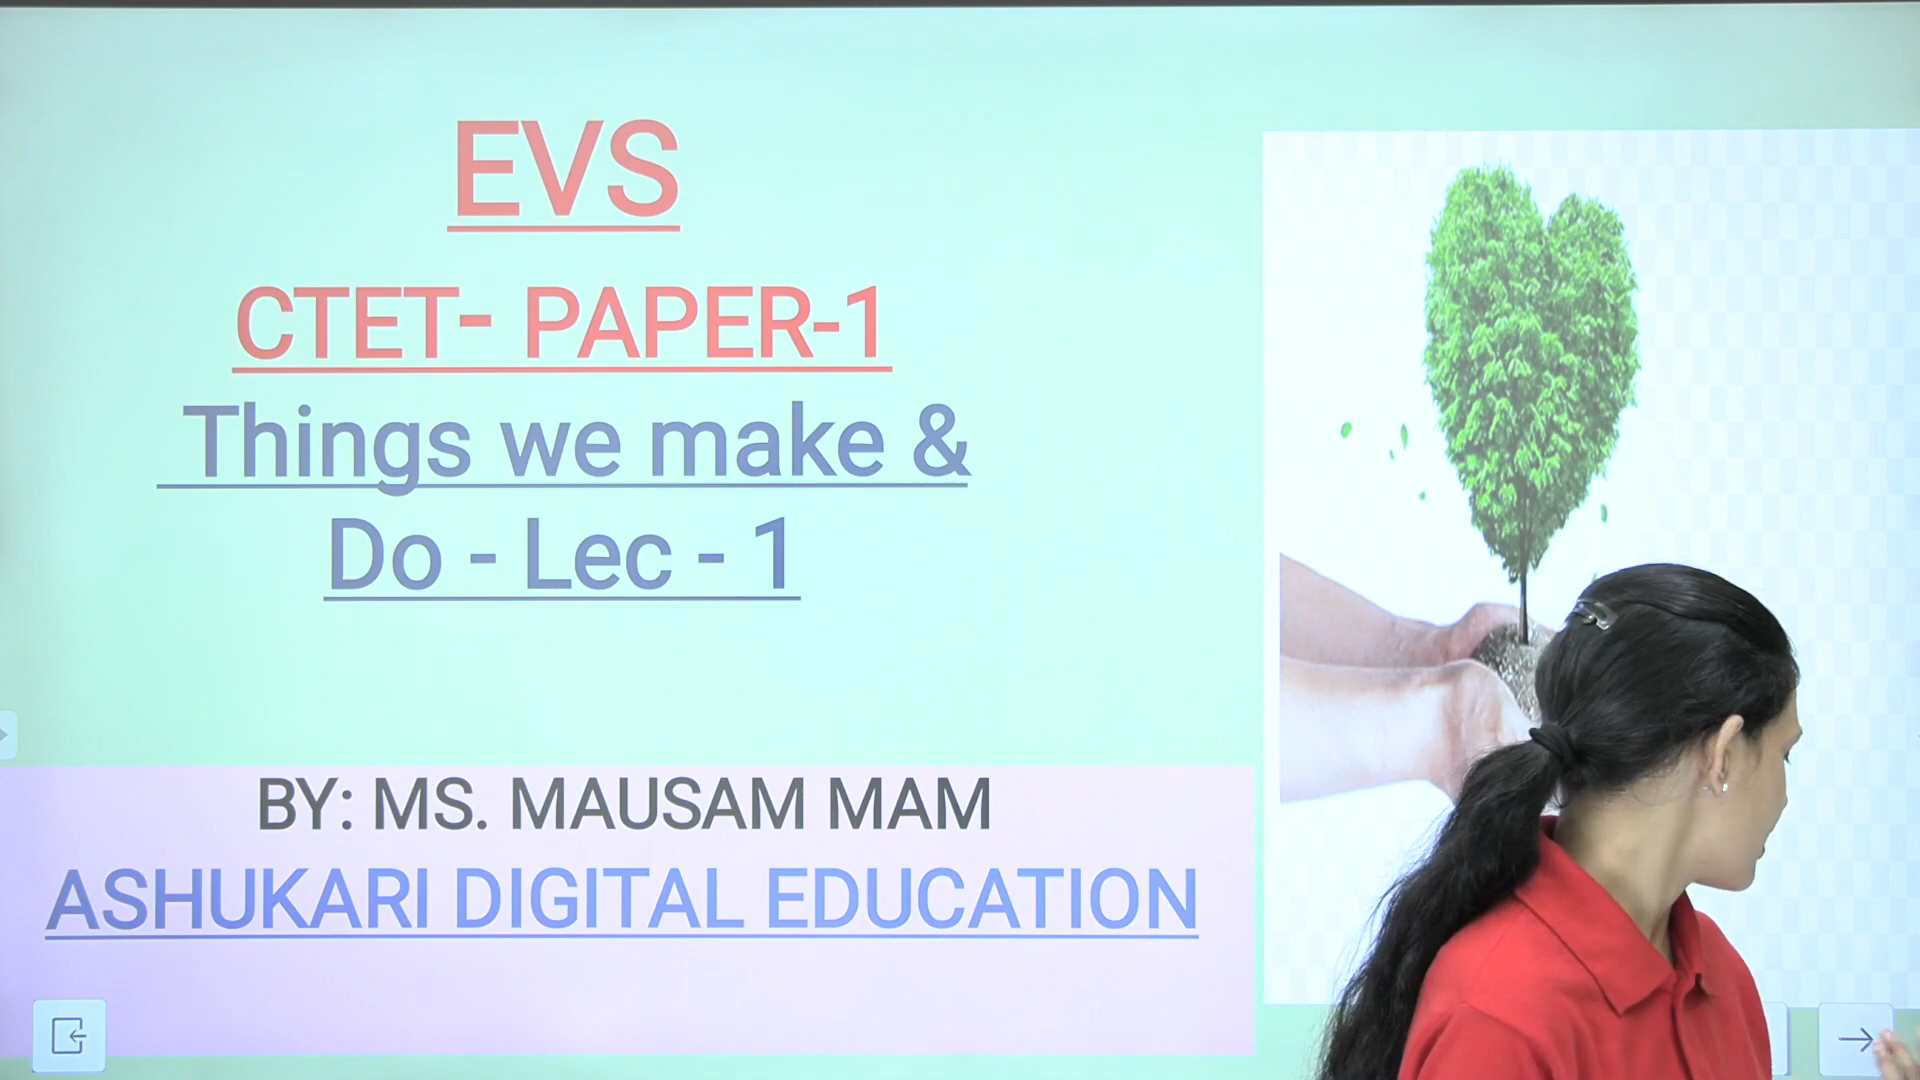 EVS
CTET- PAPER-1
Things we make &
Do - Lec - 1
BY: MS. MAUSAM MAM
ASHUKARI DIGITAL EDUCATION